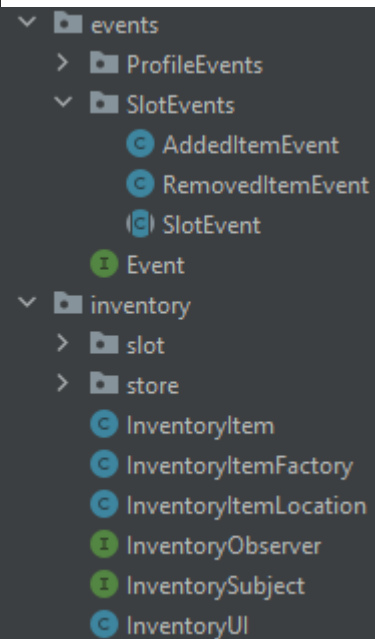 events
ProfileEvents
SlotEvents
C AddedItemEvent
C RemovedItemEvent
C SlotEvent
I Event
inventory
slot
store
C InventoryItem
C InventoryItemFactory
C InventoryItemLocation
I InventoryObserver
I InventorySubject
C InventoryUI